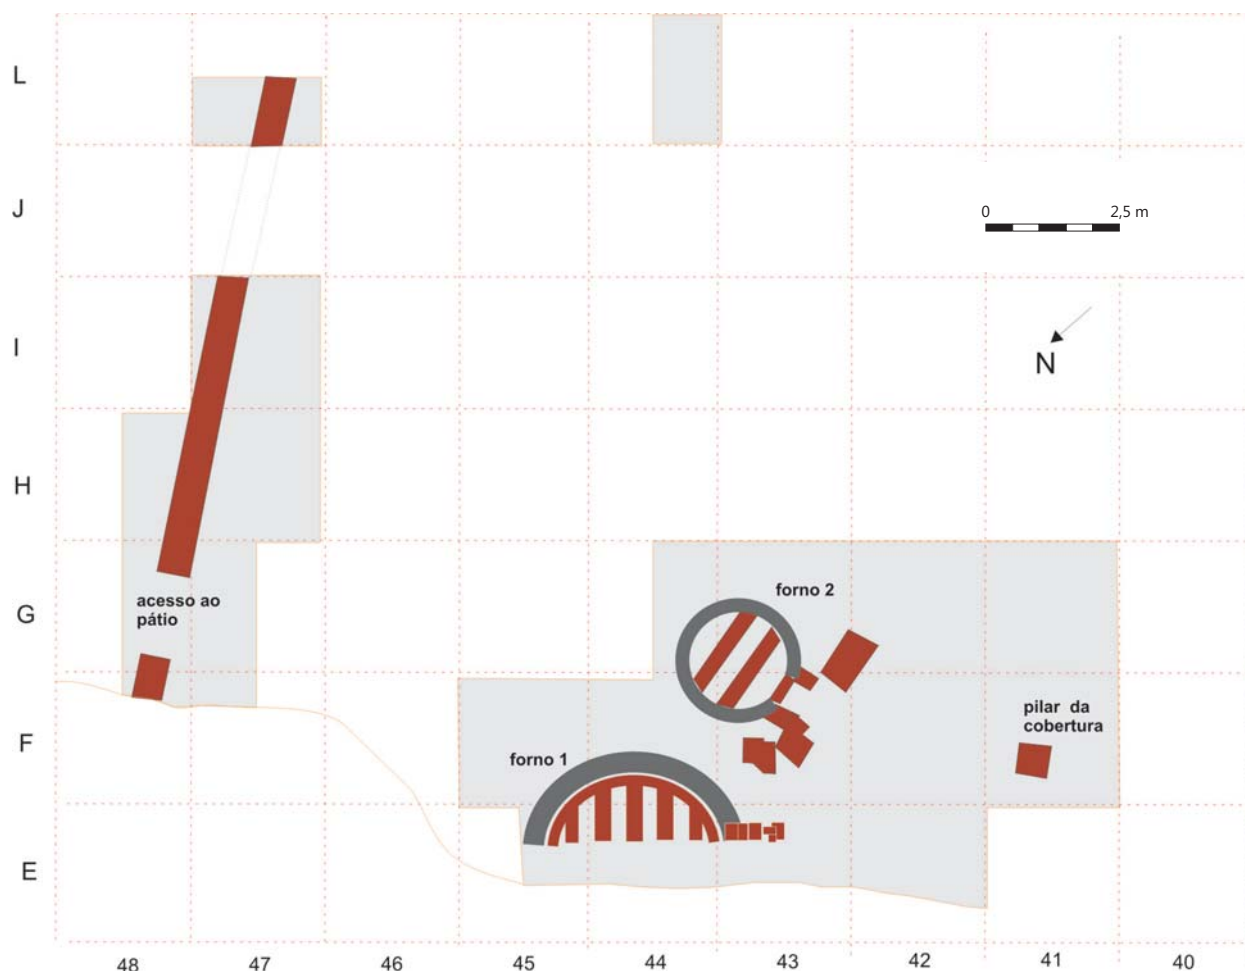 L
0 2,5 m
J
I
N
H
forno 2
acesso ao
pátio
G
pilar da
cobertura
F
forno 1
E
48 47 46 45 44 43 42 41 40